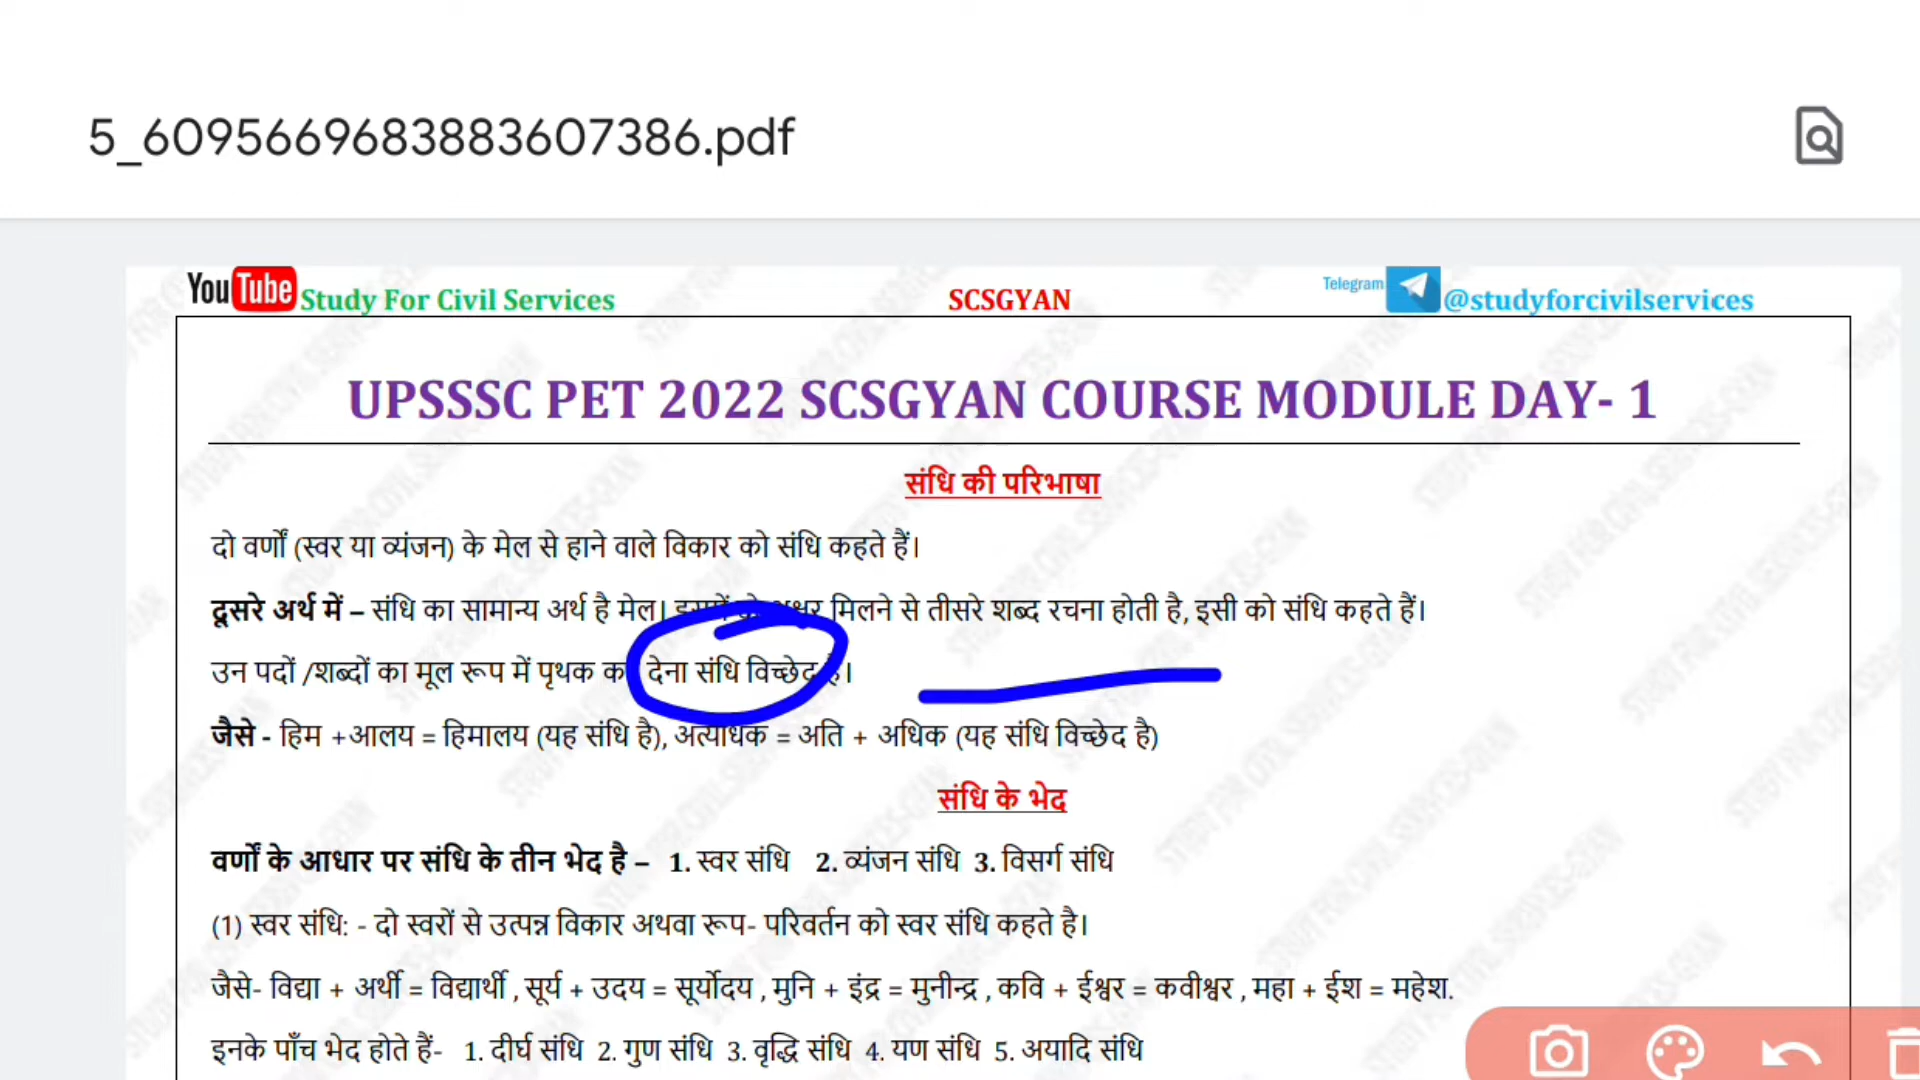 5_6095669683883607386.pdf
YouTube Study For Civil Services SCSGYAN Telegram @studyforcivilservices
UPSSSC PET 2022 SCSGYAN COURSE MODULE DAY- 1
संधि की परिभाषा
दो वर्णों (स्वर या व्यंजन) के मेल से हाने वाले विकार को संधि कहते हैं।
दूसरे अर्थ में – संधि का सामान्य अर्थ है मेल। मिलने से तीसरे शब्द रचना होती है, इसी को संधि कहते हैं।
उन पदों /शब्दों का मूल रूप में पृथक देना संधि विच्छेद है।
जैसे - हिम +आलय = हिमालय (यह संधि है), अत्याधक = अति + अधिक (यह संधि विच्छेद है)
संधि के भेद
वर्णों के आधार पर संधि के तीन भेद है – 1. स्वर संधि 2. व्यंजन संधि 3. विसर्ग संधि
(1) स्वर संधि: - दो स्वरों से उत्पन्न विकार अथवा रूप- परिवर्तन को स्वर संधि कहते है।
जैसे- विद्या + अर्थी = विद्यार्थी , सूर्य + उदय = सूर्योदय , मुनि + इंद्र = मुनीन्द्र , कवि + ईश्वर = कवीश्वर , महा + ईश = महेश.
इनके पाँच भेद होते हैं- 1. दीर्घ संधि 2. गुण संधि 3. वृद्धि संधि 4. यण संधि 5. अयादि संधि